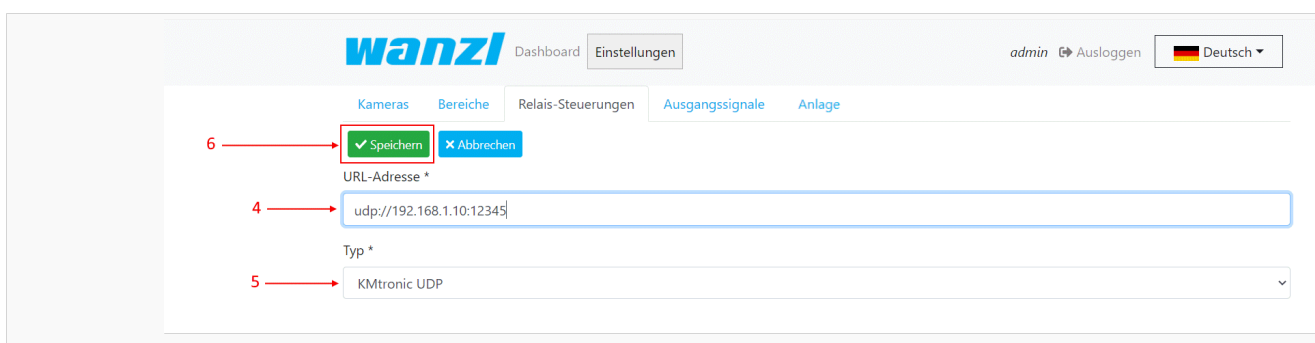 wanzl Dashboard Einstellungen admin Ausloggen Deutsch
Kameras Bereiche Relais-Steuerungen Ausgangssignale Anlage
6 Speichern Abbrechen
URL-Adresse *
4 udp://192.168.1.10:12345
Typ *
5 KMtronic UDP